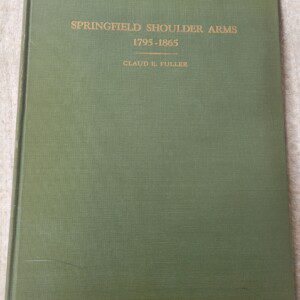 SPRINGFIELD SHOULDER ARMS
1795-1865
CLAUD E. FULLER